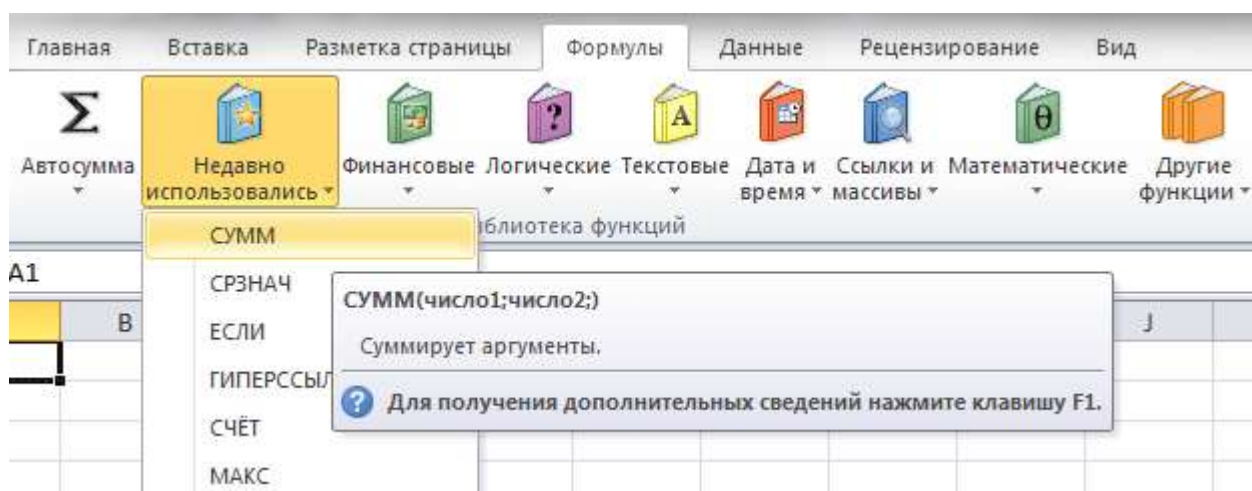 Главная Вставка Разметка страницы Формулы Данные Рецензирование Вид
Σ ? A θ
Автосумма Недавно использовались Финансовые Логические Текстовые Дата и время Ссылки и массивы Математические Другие функции
иблиотека функций
СУММ
A1
СРЗНАЧ
СУММ(число1;число2;)
B J
ЕСЛИ
Суммирует аргументы.
ГИПЕРССЫЛ
? Для получения дополнительных сведений нажмите клавишу F1.
СЧЁТ
МАКС